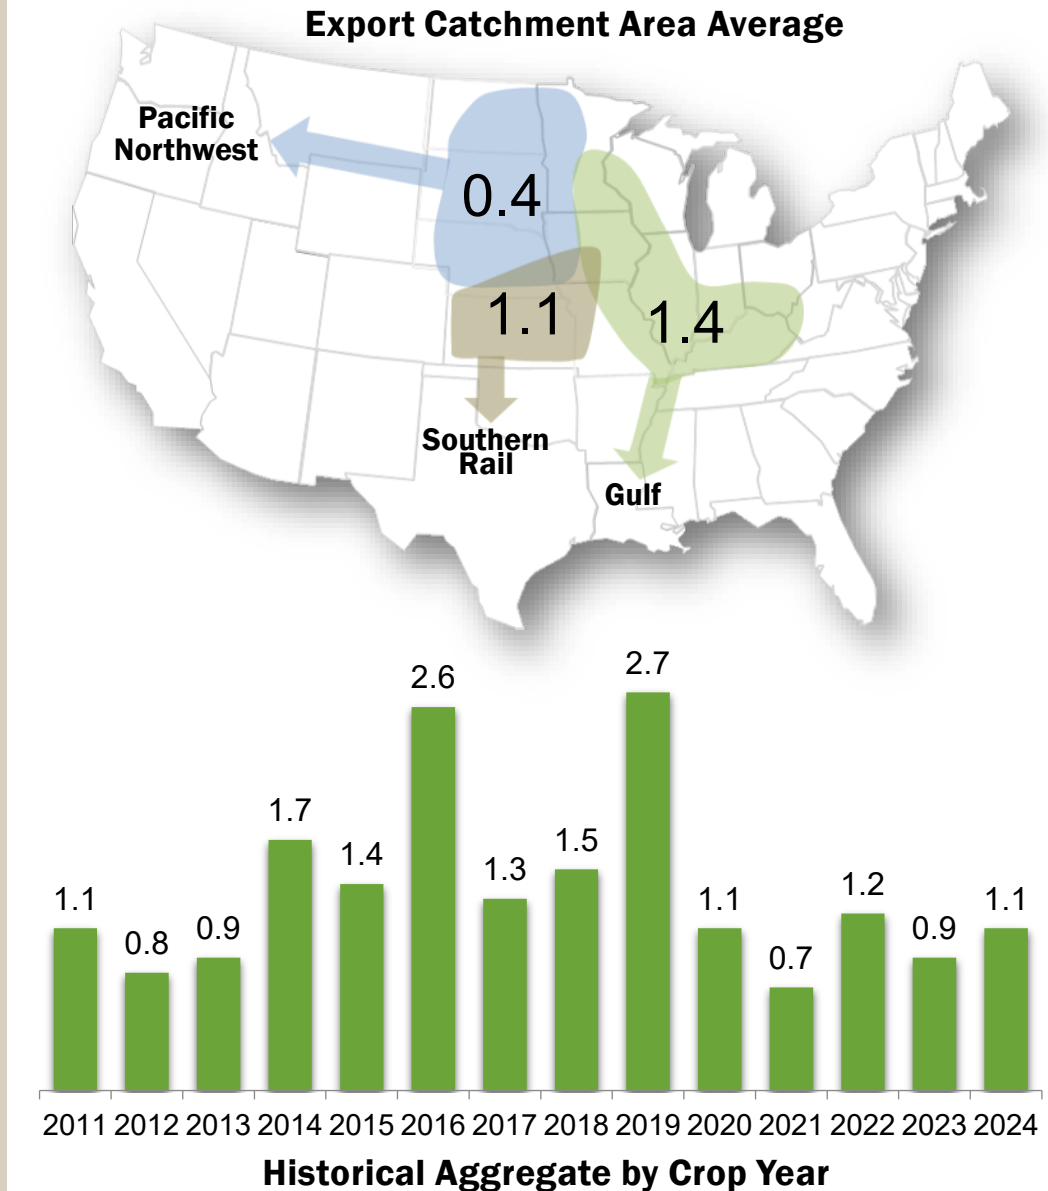 Export Catchment Area Average
Pacific
Northwest
0.4
1.1
1.4
Southern
Rail
Gulf
2.7
2.6
1.7
1.5
1.4
1.3
1.2
1.1
1.1
1.1
0.9
0.9
0.8
0.7
2011 2012 2013 2014 2015 2016 2017 2018 2019 2020 2021 2022 2023 2024
Historical Aggregate by Crop Year